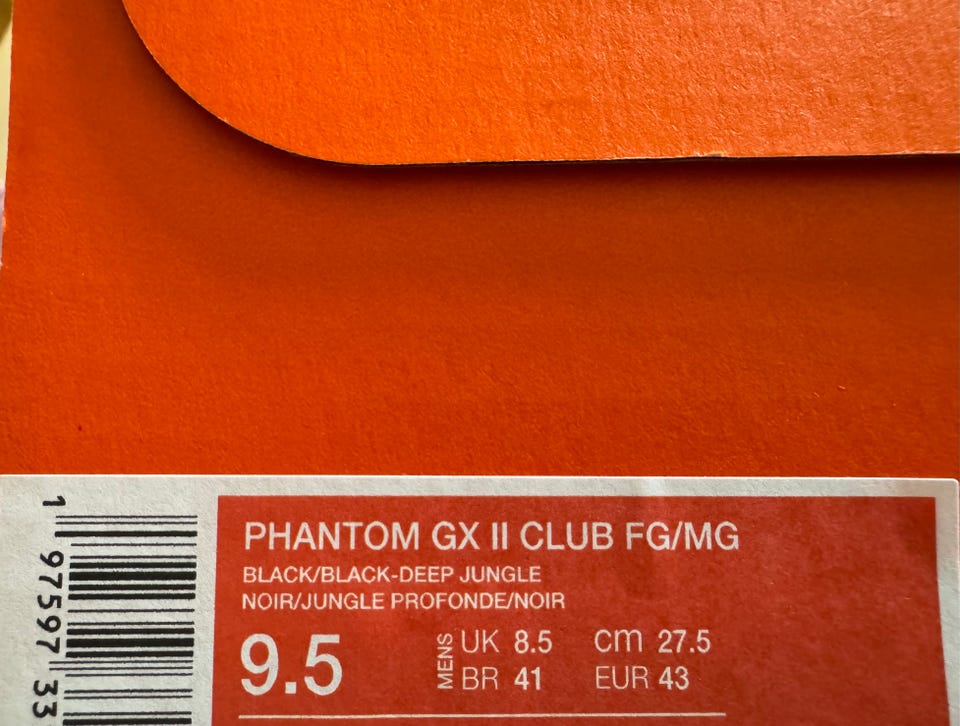 PHANTOM GX II CLUB FG/MG
BLACK/BLACK-DEEP JUNGLE
NOIR/JUNGLE PROFONDE/NOIR
9.5
MENS
UK 8.5 cm 27.5
BR 41 EUR 43
1 97597 33